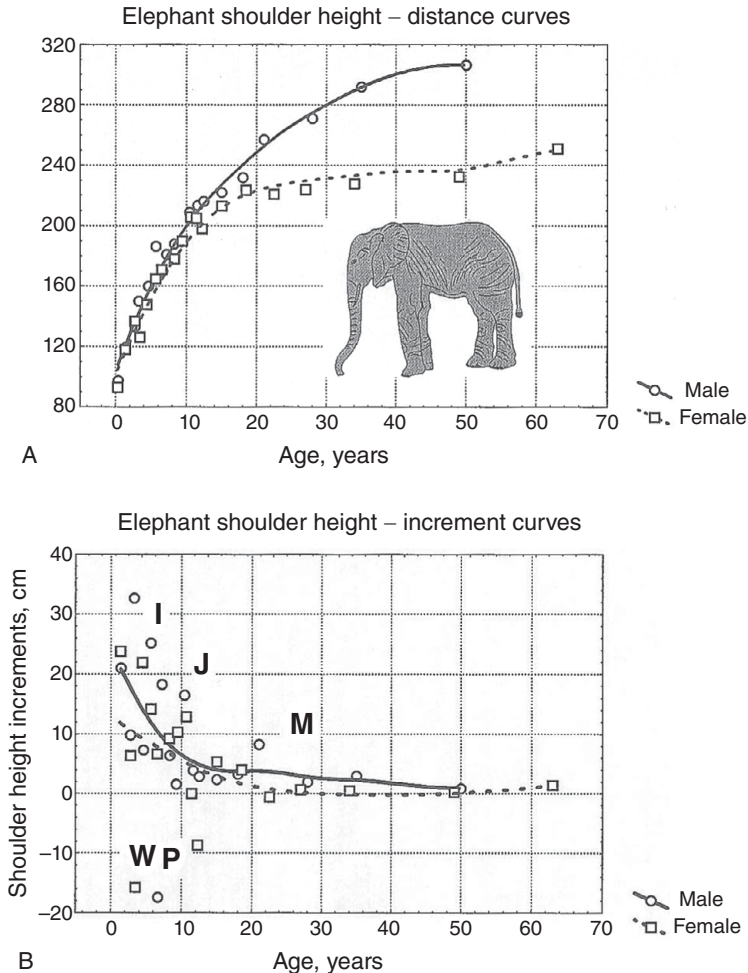 Elephant shoulder height – distance curves
320
280
240
200
160
120
80
0 10 20 30 40 50 60 70
Male
Female
A
Age, years
Elephant shoulder height – increment curves
Shoulder height increments, cm
40
30
20
10
0
–10
–20
I
J
M
W P
0 10 20 30 40 50 60 70
Male
Female
B
Age, years